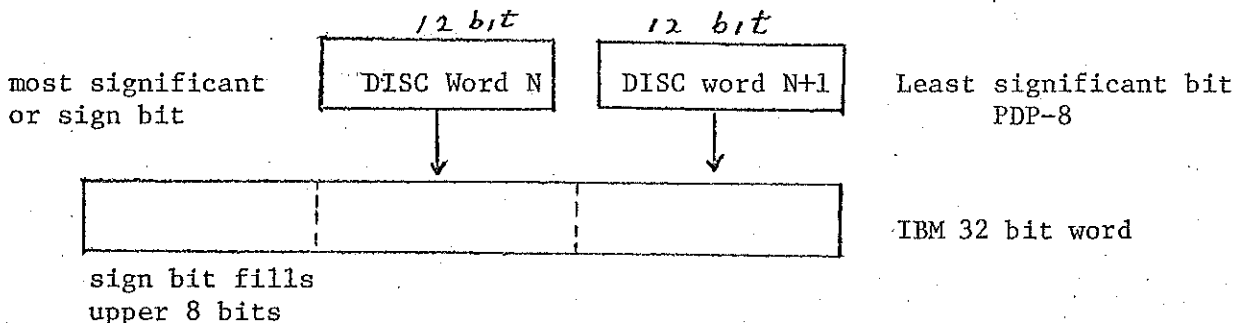 12 bit 12 bit
most significant
or sign bit
DISC Word N
DISC word N+1
Least significant bit
PDP-8
IBM 32 bit word
sign bit fills
upper 8 bits